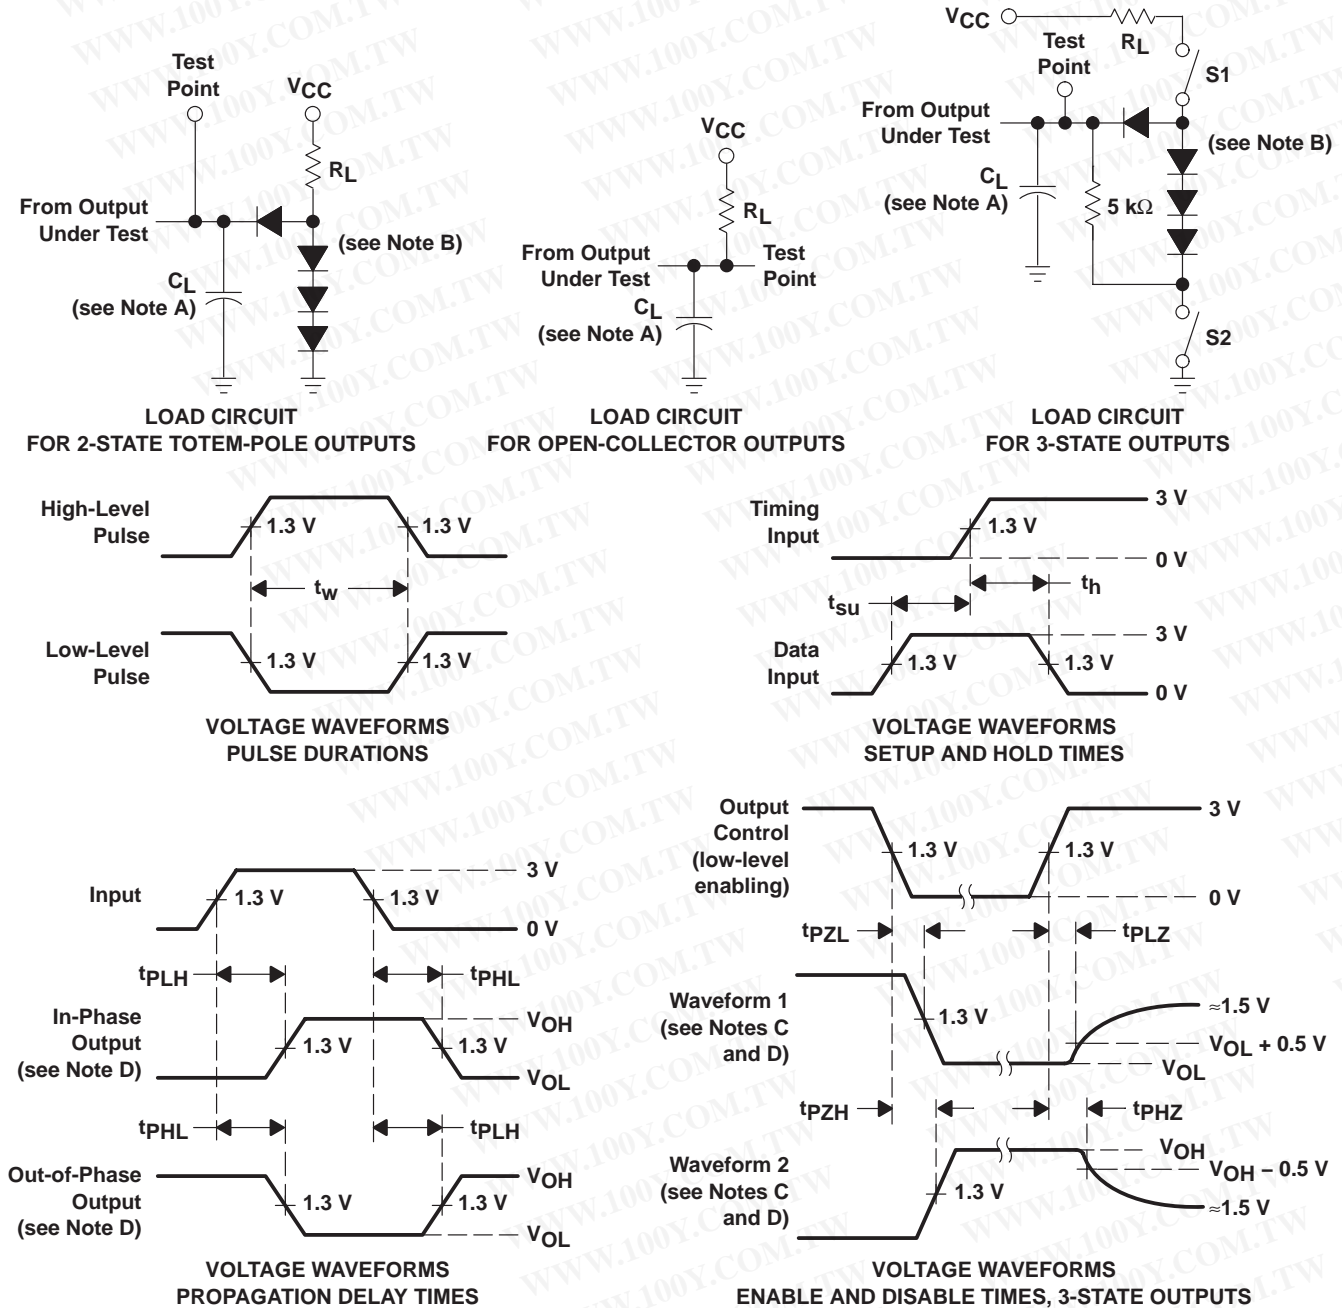 Test
Point
VCC
RL
From Output
Under Test
(see Note B)
CL
(see Note A)
LOAD CIRCUIT
FOR 2-STATE TOTEM-POLE OUTPUTS
VCC
RL
From Output
Under Test
Test
Point
CL
(see Note A)
LOAD CIRCUIT
FOR OPEN-COLLECTOR OUTPUTS
VCC
RL
Test
Point
S1
From Output
Under Test
(see Note B)
CL
(see Note A)
5 kΩ
S2
LOAD CIRCUIT
FOR 3-STATE OUTPUTS
High-Level
Pulse
1.3 V
1.3 V
tw
Low-Level
Pulse
1.3 V
1.3 V
VOLTAGE WAVEFORMS
PULSE DURATIONS
Timing
Input
1.3 V
3 V
0 V
th
tsu
Data
Input
1.3 V
1.3 V
3 V
0 V
VOLTAGE WAVEFORMS
SETUP AND HOLD TIMES
Input
1.3 V
1.3 V
3 V
0 V
tPLH
tPHL
In-Phase
Output
(see Note D)
1.3 V
1.3 V
VOH
VOL
tPHL
tPLH
Out-of-Phase
Output
(see Note D)
1.3 V
1.3 V
VOH
VOL
VOLTAGE WAVEFORMS
PROPAGATION DELAY TIMES
Output
Control
(low-level
enabling)
1.3 V
1.3 V
3 V
0 V
tPZL
tPLZ
Waveform 1
(see Notes C
and D)
1.3 V
≈1.5 V
VOL + 0.5 V
VOL
tPZH
tPHZ
Waveform 2
(see Notes C
and D)
1.3 V
VOH
VOH − 0.5 V
≈1.5 V
VOLTAGE WAVEFORMS
ENABLE AND DISABLE TIMES, 3-STATE OUTPUTS
WWW.100Y.COM.TW